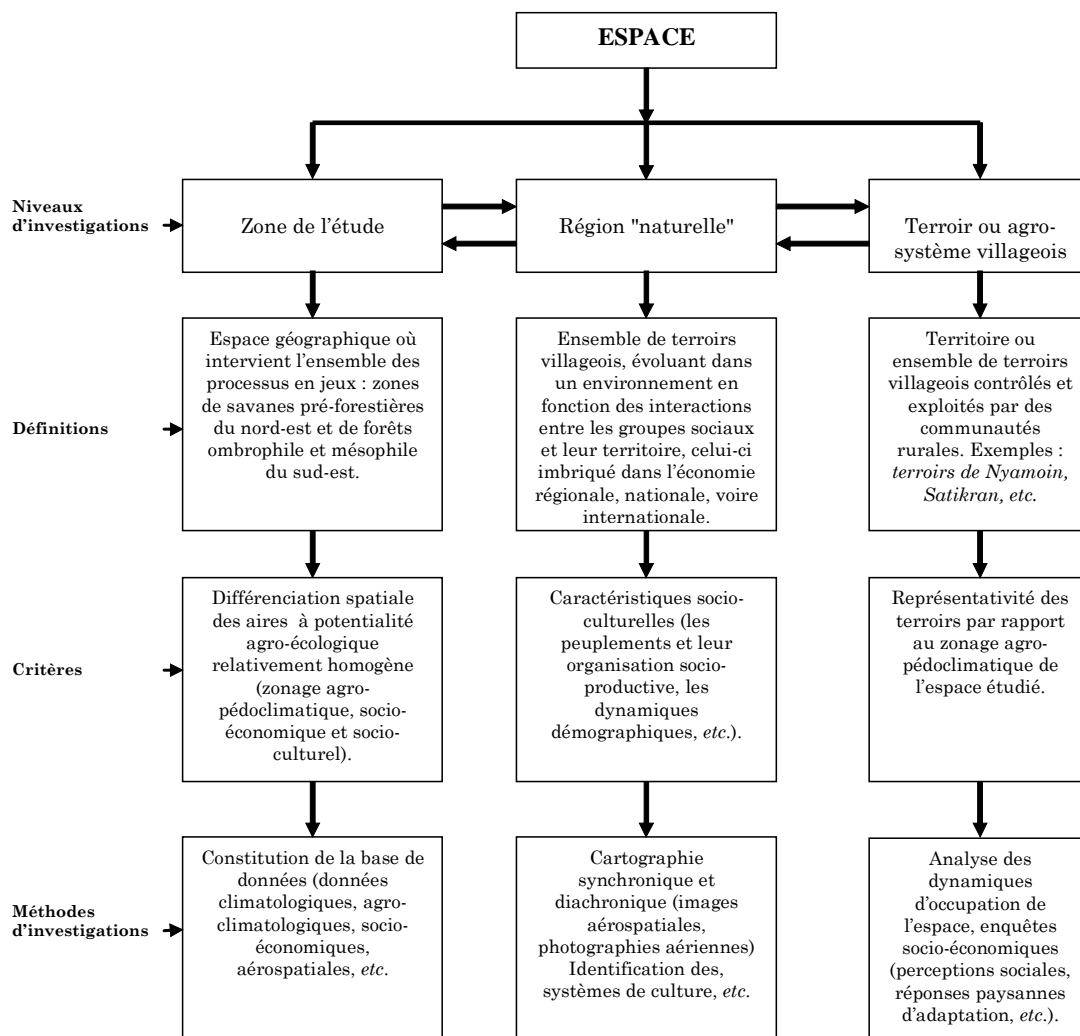 ESPACE
Niveaux
d'investigations
Zone de l'étude
Région "naturelle"
Terroir ou agro-
système villageois
Définitions
Espace géographique où
intervient l'ensemble des
processus en jeux : zones
de savanes pré-forestières
du nord-est et de forêts
ombrophile et mésophile
du sud-est.
Ensemble de terroirs
villageois, évoluant dans
un environnement en
fonction des interactions
entre les groupes sociaux
et leur territoire, celui-ci
imbriqué dans l'économie
régionale, nationale, voire
internationale.
Territoire ou
ensemble de terroirs
villageois contrôlés et
exploités par des
communautés
rurales. Exemples :
terroirs de Nyamoin,
Satikran, etc.
Critères
Différenciation spatiale
des aires à potentialité
agro-écologique
relativement homogène
(zonage agro-
pédoclimatique, socio-
économique et socio-
culturel).
Caractéristiques socio-
culturelles (les
peuplements et leur
organisation socio-
productive, les
dynamiques
démographiques, etc.).
Représentativité des
terroirs par rapport
au zonage agro-
pédoclimatique de
l'espace étudié.
Méthodes
d'investigations
Constitution de la base de
données (données
climatologiques, agro-
climatologiques, socio-
économiques,
aérospatiales, etc.
Cartographie
synchronique et
diachronique (images
aérospatiales,
photographies aériennes)
Identification des,
systèmes de culture, etc.
Analyse des
dynamiques
d'occupation de
l'espace, enquêtes
socio-économiques
(perceptions sociales,
réponses paysannes
d'adaptation, etc.).